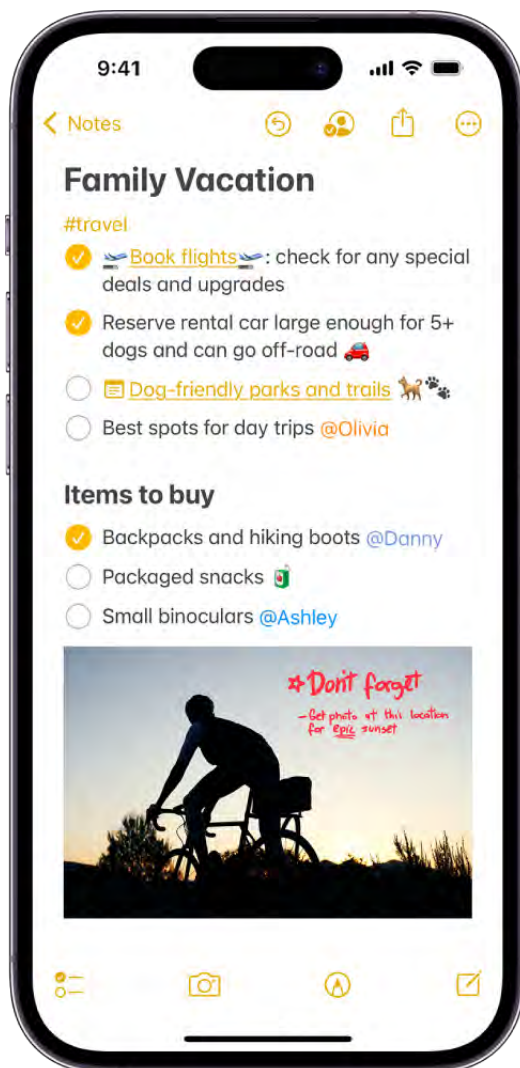 9:41
Notes
Family Vacation
#travel
🛫Book flights🛫: check for any special
deals and upgrades
Reserve rental car large enough for 5+
dogs and can go off-road 🚗
Dog-friendly parks and trails 🐕🐾
Best spots for day trips @Olivia
Items to buy
Backpacks and hiking boots @Danny
Packaged snacks 🧃
Small binoculars @Ashley
Don't forget
- Get photo at this location
for epic sunset